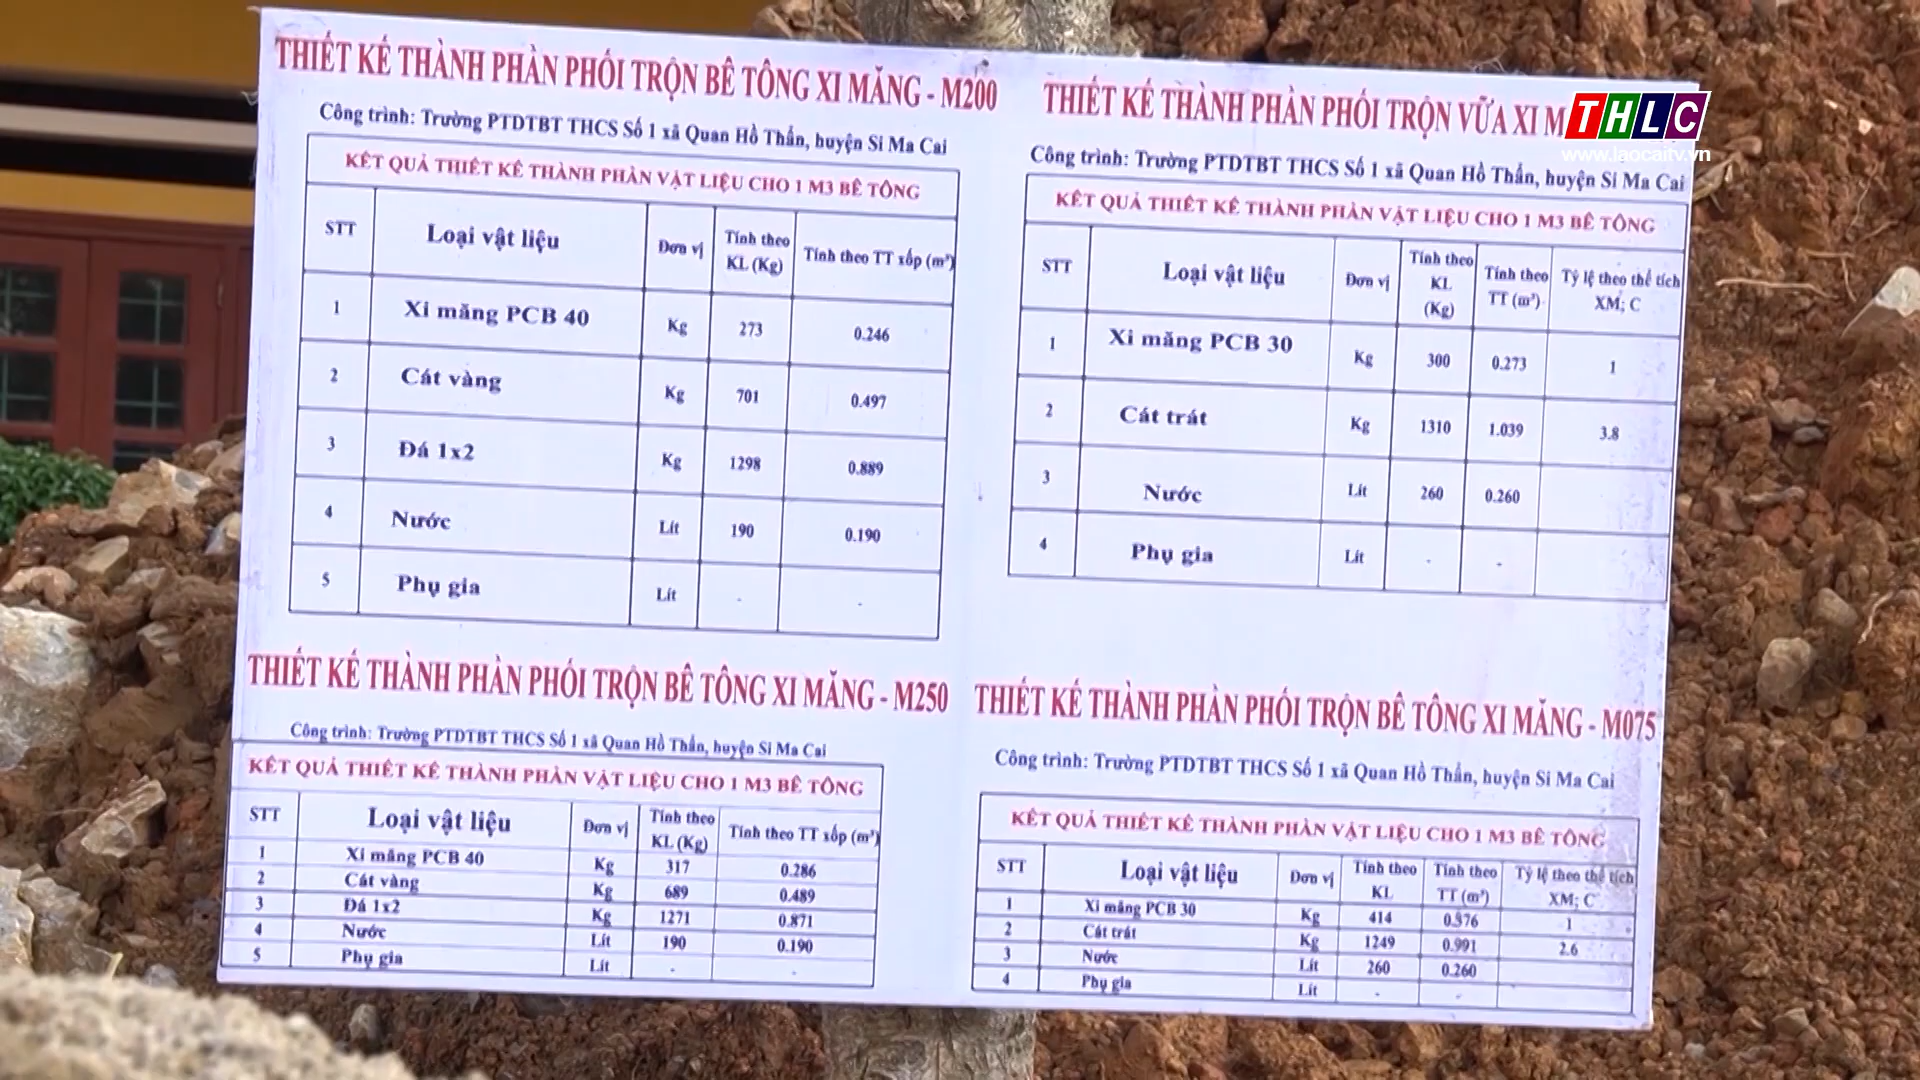 THIẾT KẾ THÀNH PHẦN PHỐI TRỘN BÊ TÔNG XI MĂNG - M200
Công trình: Trường PTDTBT THCS Số 1 xã Quan Hồ Thẩn, huyện Si Ma Cai
KẾT QUẢ THIẾT KẾ THÀNH PHẦN VẬT LIỆU CHO 1 M3 BÊ TÔNG
STT Loại vật liệu Đơn vị Tính theo KL (Kg) Tính theo TT xốp (m³)
1 Xi măng PCB 40 Kg 273 0.246
2 Cát vàng Kg 701 0.497
3 Đá 1x2 Kg 1298 0.889
4 Nước Lít 190 0.190
5 Phụ gia Lít - -
THIẾT KẾ THÀNH PHẦN PHỐI TRỘN VỮA XI M
THLC
www.laocaitv.vn
Công trình: Trường PTDTBT THCS Số 1 xã Quan Hồ Thẩn, huyện Si Ma Cai
KẾT QUẢ THIẾT KẾ THÀNH PHẦN VẬT LIỆU CHO 1 M3 BÊ TÔNG
STT Loại vật liệu Đơn vị Tính theo KL (Kg) Tính theo TT (m³) Tỷ lệ theo thể tích XM; C
1 Xi măng PCB 30 Kg 300 0.273 1
2 Cát trát Kg 1310 1.039 3.8
3 Nước Lít 260 0.260
4 Phụ gia Lít - -
THIẾT KẾ THÀNH PHẦN PHỐI TRỘN BÊ TÔNG XI MĂNG - M250
Công trình: Trường PTDTBT THCS Số 1 xã Quan Hồ Thẩn, huyện Si Ma Cai
KẾT QUẢ THIẾT KẾ THÀNH PHẦN VẬT LIỆU CHO 1 M3 BÊ TÔNG
STT Loại vật liệu Đơn vị Tính theo KL (Kg) Tính theo TT xốp (m³)
1 Xi măng PCB 40 Kg 317 0.286
2 Cát vàng Kg 689 0.489
3 Đá 1x2 Kg 1271 0.871
4 Nước Lít 190 0.190
5 Phụ gia Lít - -
THIẾT KẾ THÀNH PHẦN PHỐI TRỘN BÊ TÔNG XI MĂNG - M075
Công trình: Trường PTDTBT THCS Số 1 xã Quan Hồ Thẩn, huyện Si Ma Cai
KẾT QUẢ THIẾT KẾ THÀNH PHẦN VẬT LIỆU CHO 1 M3 BÊ TÔNG
STT Loại vật liệu Đơn vị Tính theo KL Tính theo TT (m³) Tỷ lệ theo thể tích XM; C
1 Xi măng PCB 30 Kg 414 0.376 1
2 Cát trát Kg 1249 0.991 2.6
3 Nước Lít 260 0.260
4 Phụ gia Lít - -